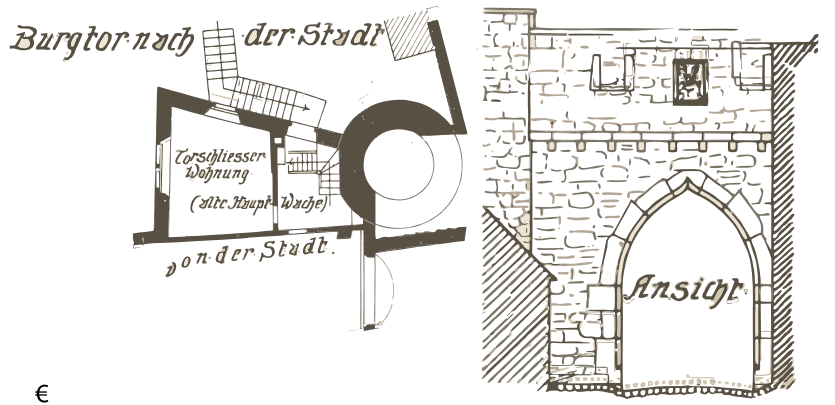 Burgtor nach der Stadt
Torschliesser
Wohnung
(alte Haupt Wache)
von der Stadt.
Ansicht
€